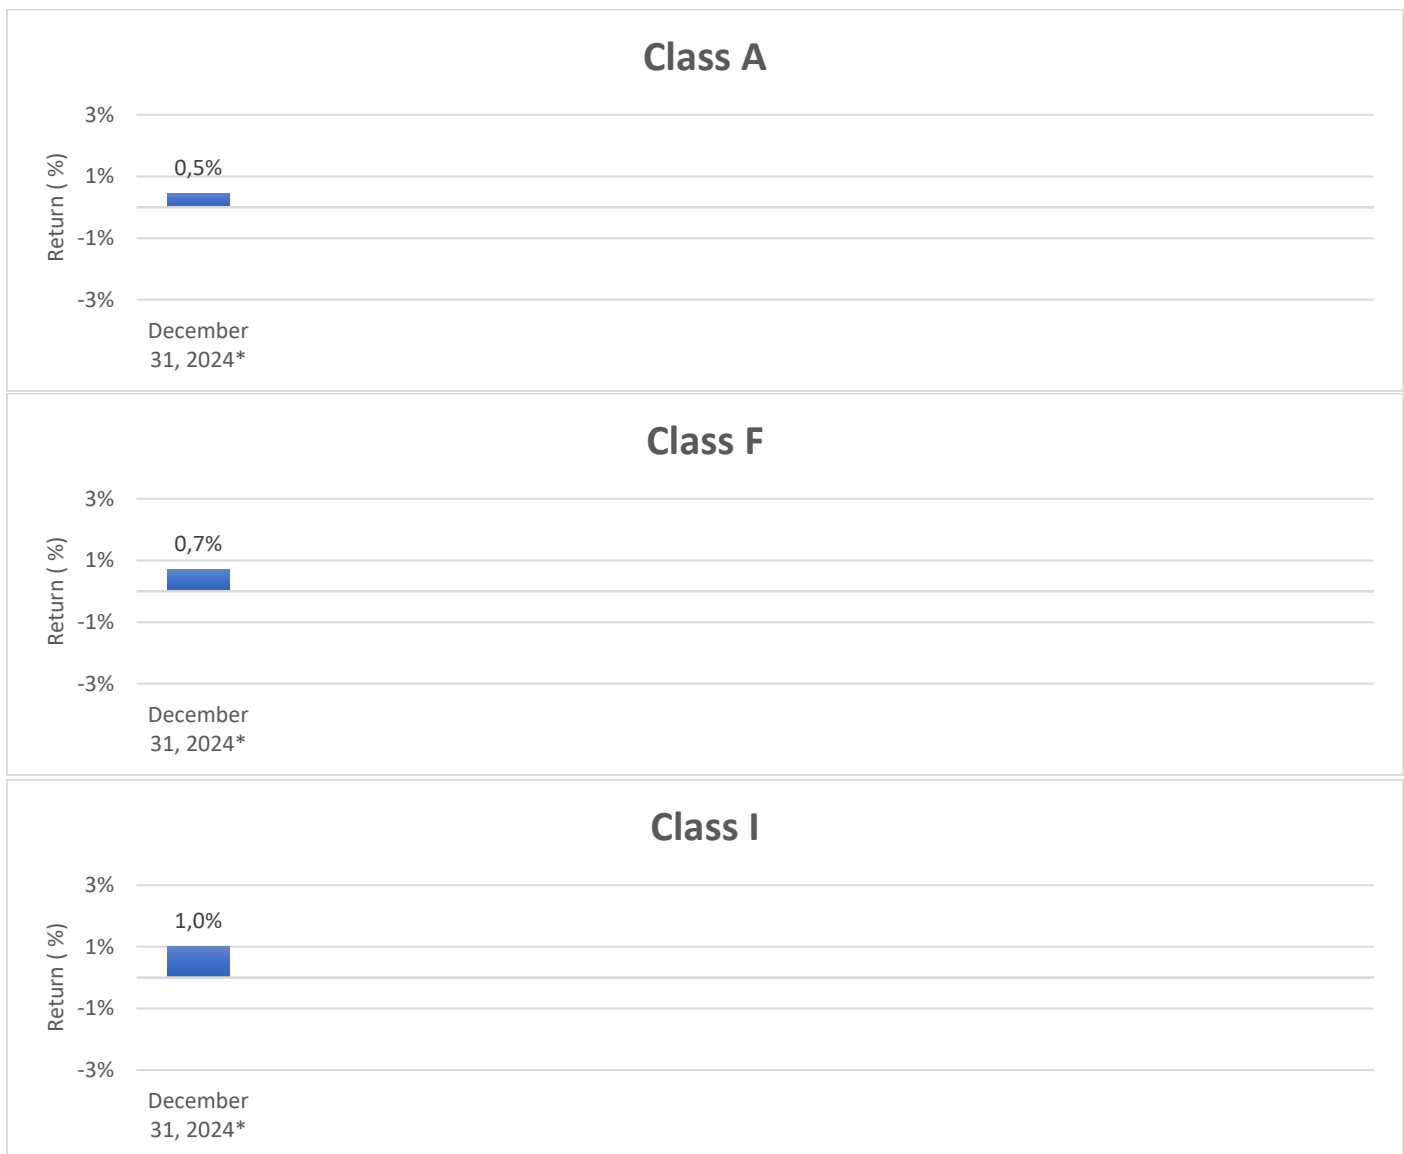 Class A
Return ( %)
3%
1%
-1%
-3%
0,5%
December
31, 2024*
Class F
Return ( %)
3%
1%
-1%
-3%
0,7%
December
31, 2024*
Class I
Return ( %)
3%
1%
-1%
-3%
1,0%
December
31, 2024*